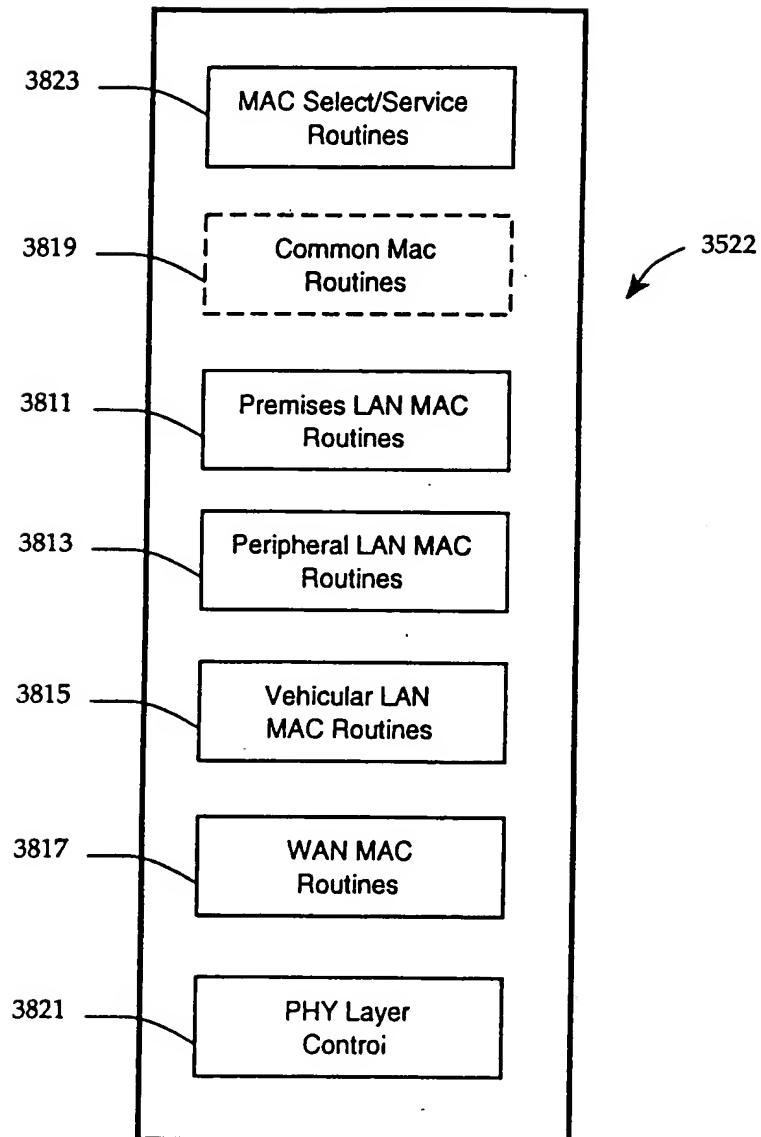 3823
MAC Select/Service
Routines
3819
Common Mac
Routines
3522
3811
Premises LAN MAC
Routines
3813
Peripheral LAN MAC
Routines
3815
Vehicular LAN
MAC Routines
3817
WAN MAC
Routines
3821
PHY Layer
Control